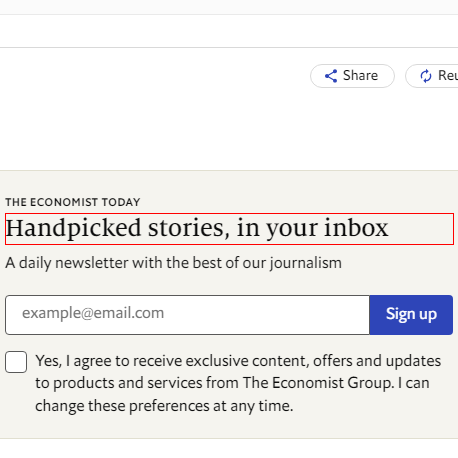 Share
THE ECONOMIST TODAY
Handpicked stories, in your inbox
A daily newsletter with the best of our journalism
example@email.com
Sign up
Yes, I agree to receive exclusive content, offers and updates
to products and services from The Economist Group. I can
change these preferences at any time.